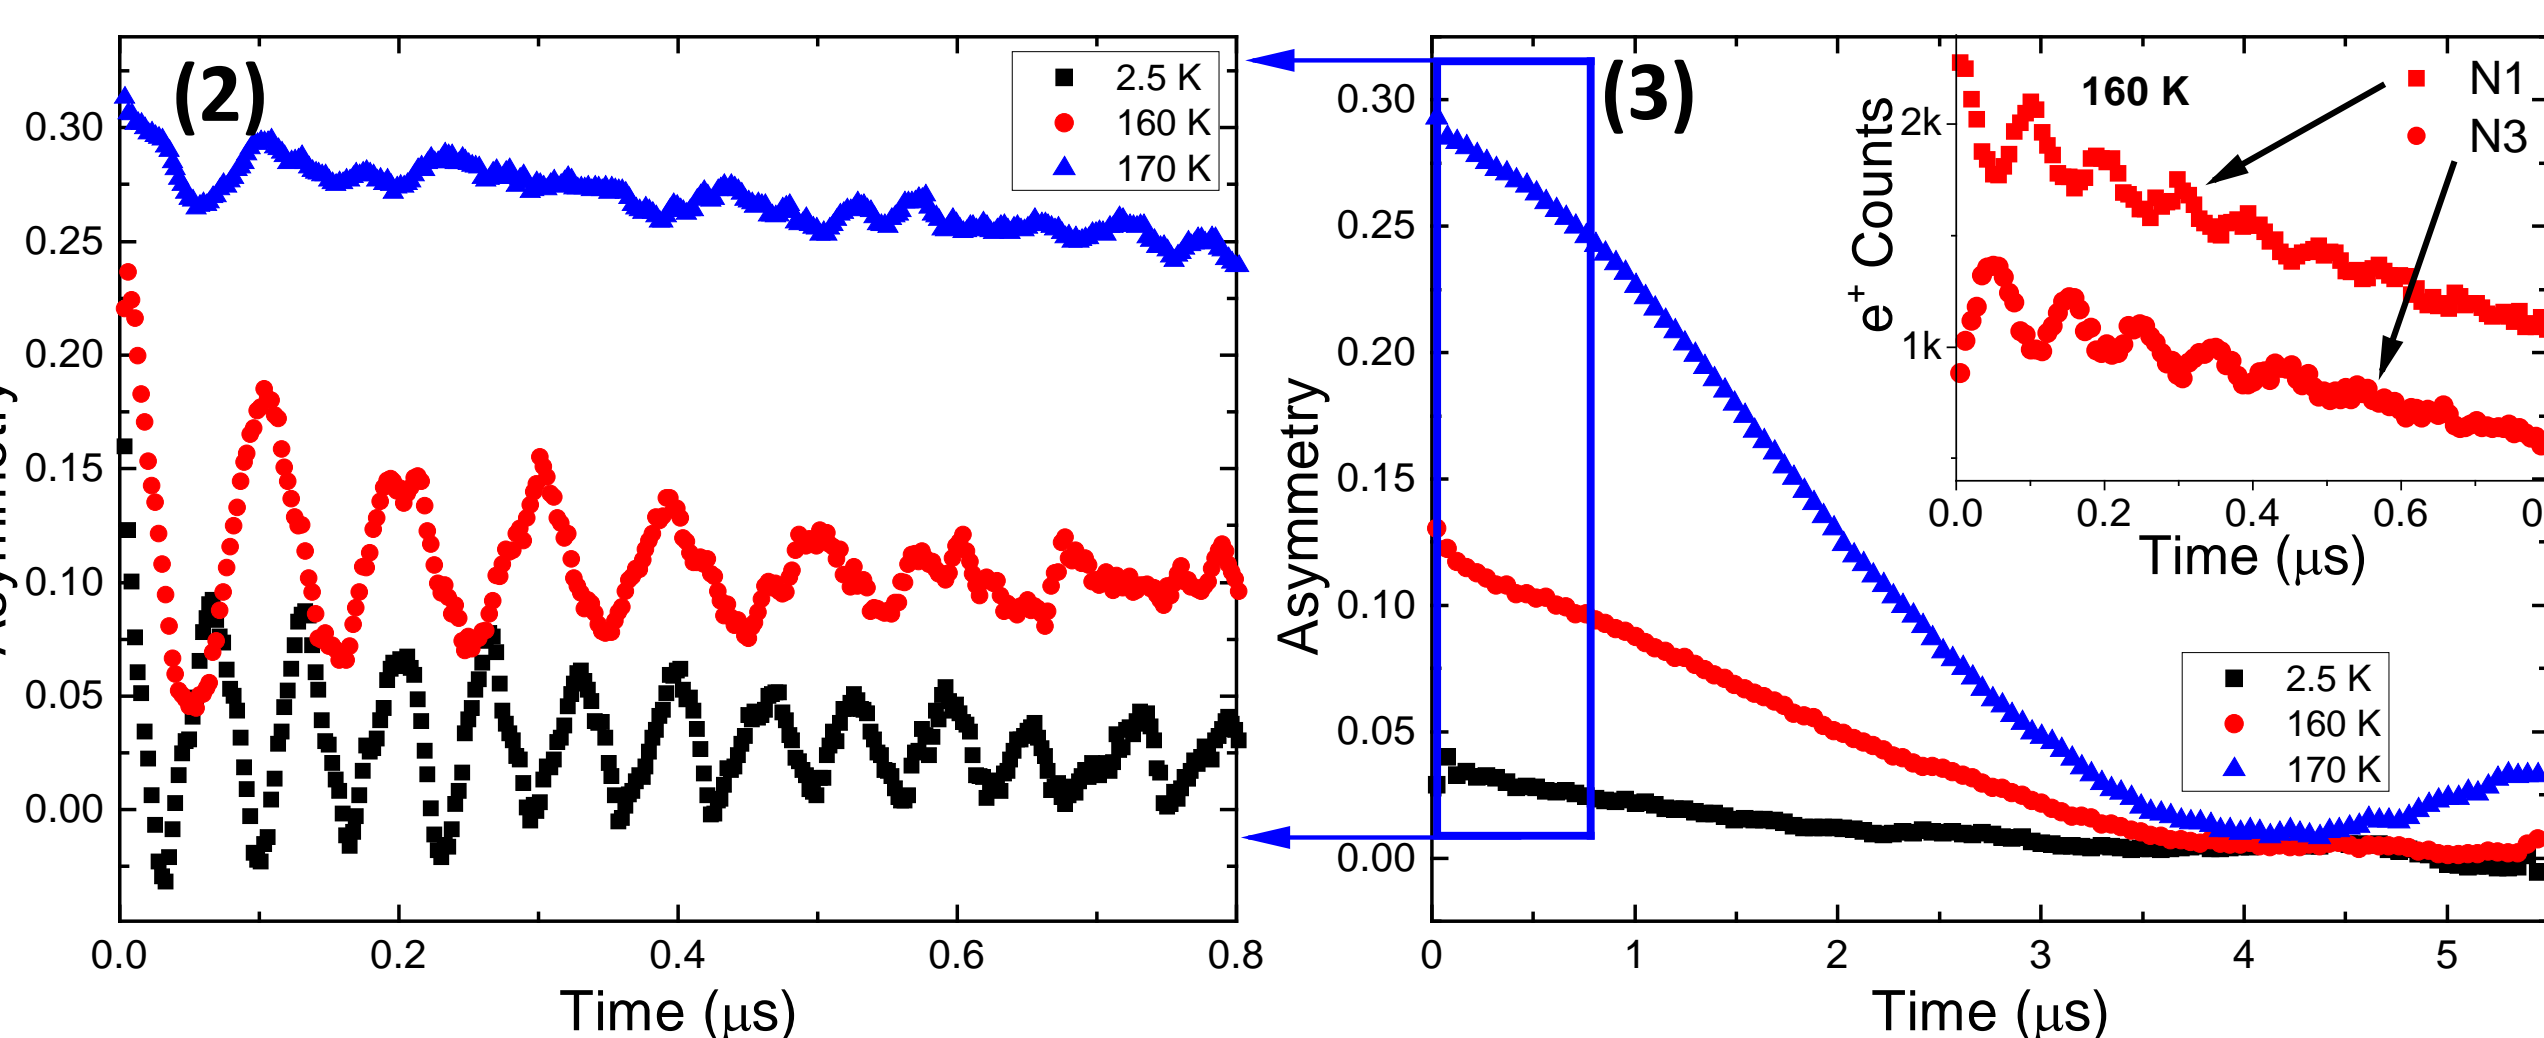 (2)
2.5 K
160 K
170 K
0.30
0.25
0.20
0.15
0.10
0.05
0.00
0.0 0.2 0.4 0.6 0.8
Time (μs)
(3)
Asymmetry
0.30
0.25
0.20
0.15
0.10
0.05
0.00
0 1 2 3 4 5
Time (μs)
2.5 K
160 K
170 K
160 K
N1
N3
e+ Counts
2k
1k
0.0 0.2 0.4 0.6
Time (μs)